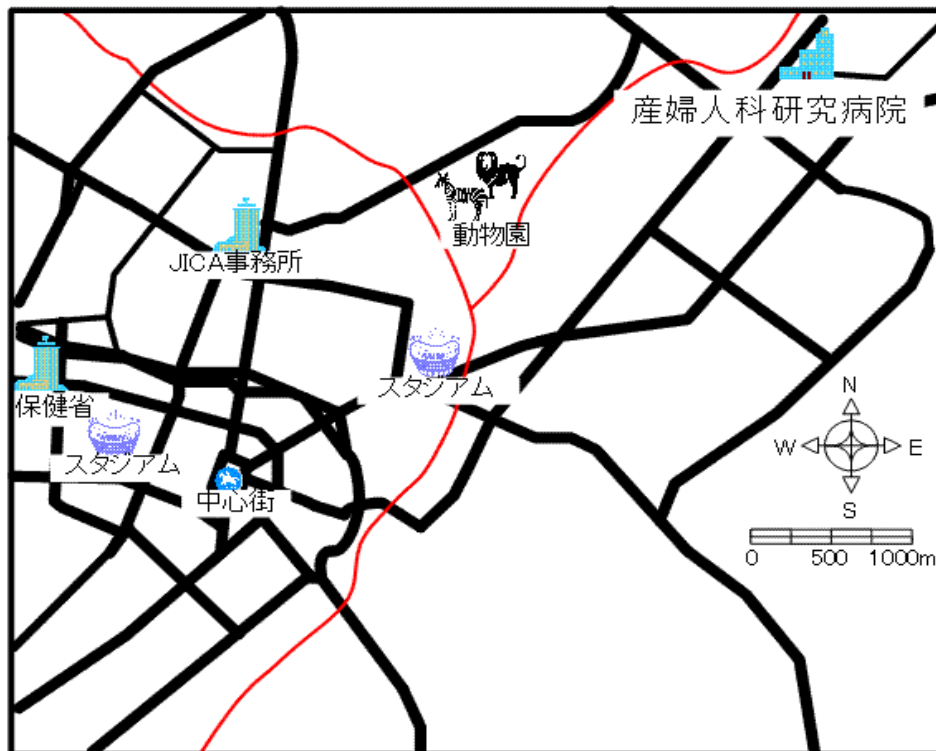 産婦人科研究病院
動物園
JICA事務所
スタジアム
保健省
スタジアム
中心街
N
W E
S
0 500 1000m